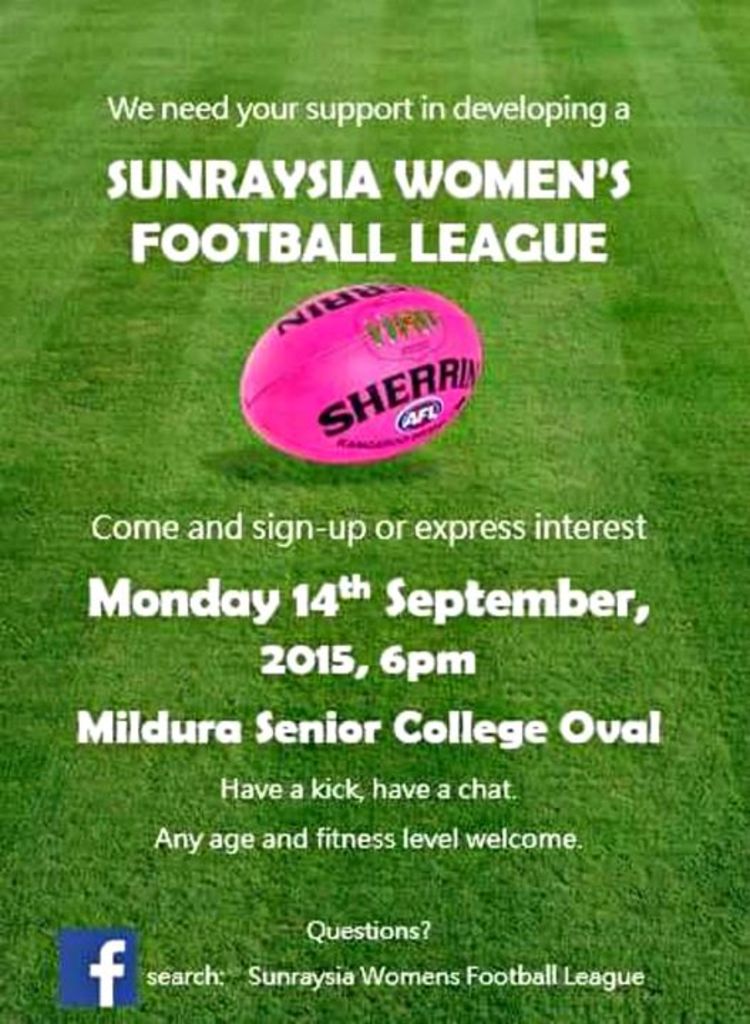 We need your support in developing a
SUNRAYSIA WOMEN'S
FOOTBALL LEAGUE
SHERRIN
AFL
Come and sign-up or express interest
Monday 14th September,
2015, 6pm
Mildura Senior College Oval
Have a kick, have a chat.
Any age and fitness level welcome.
Questions?
f search: Sunraysia Womens Football League